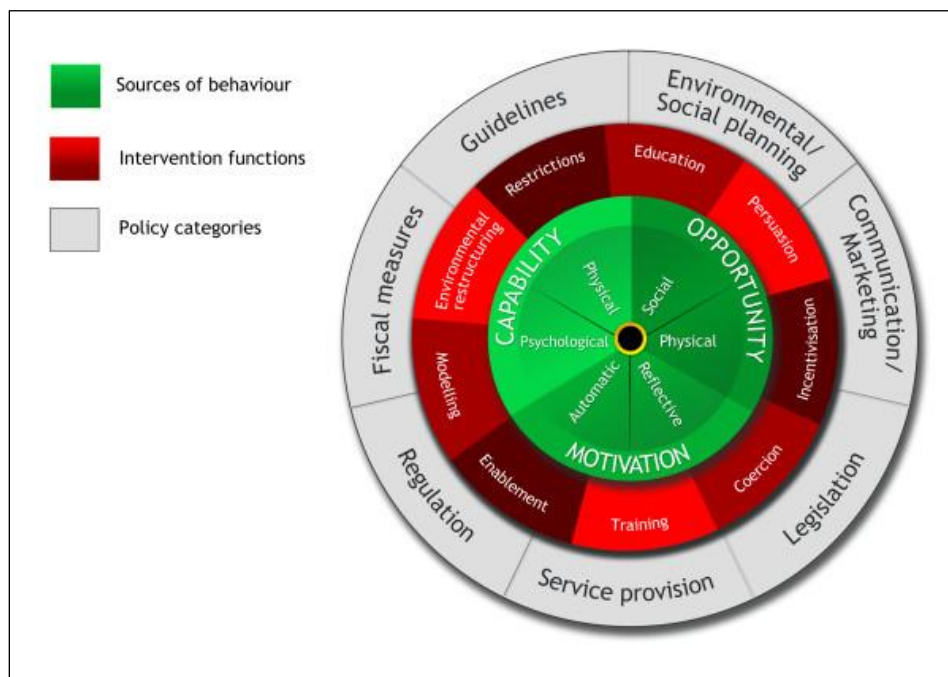 Sources of behaviour
Intervention functions
Policy categories
Guidelines
Environmental/
Social planning
Communication/
Marketing
Legislation
Service provision
Regulation
Fiscal measures
Restrictions
Education
Persuasion
Incentivisation
Coercion
Training
Enablement
Modelling
Environmental
restructuring
CAPABILITY
OPPORTUNITY
MOTIVATION
Physical
Social
Psychological
Physical
Automatic
Reflective